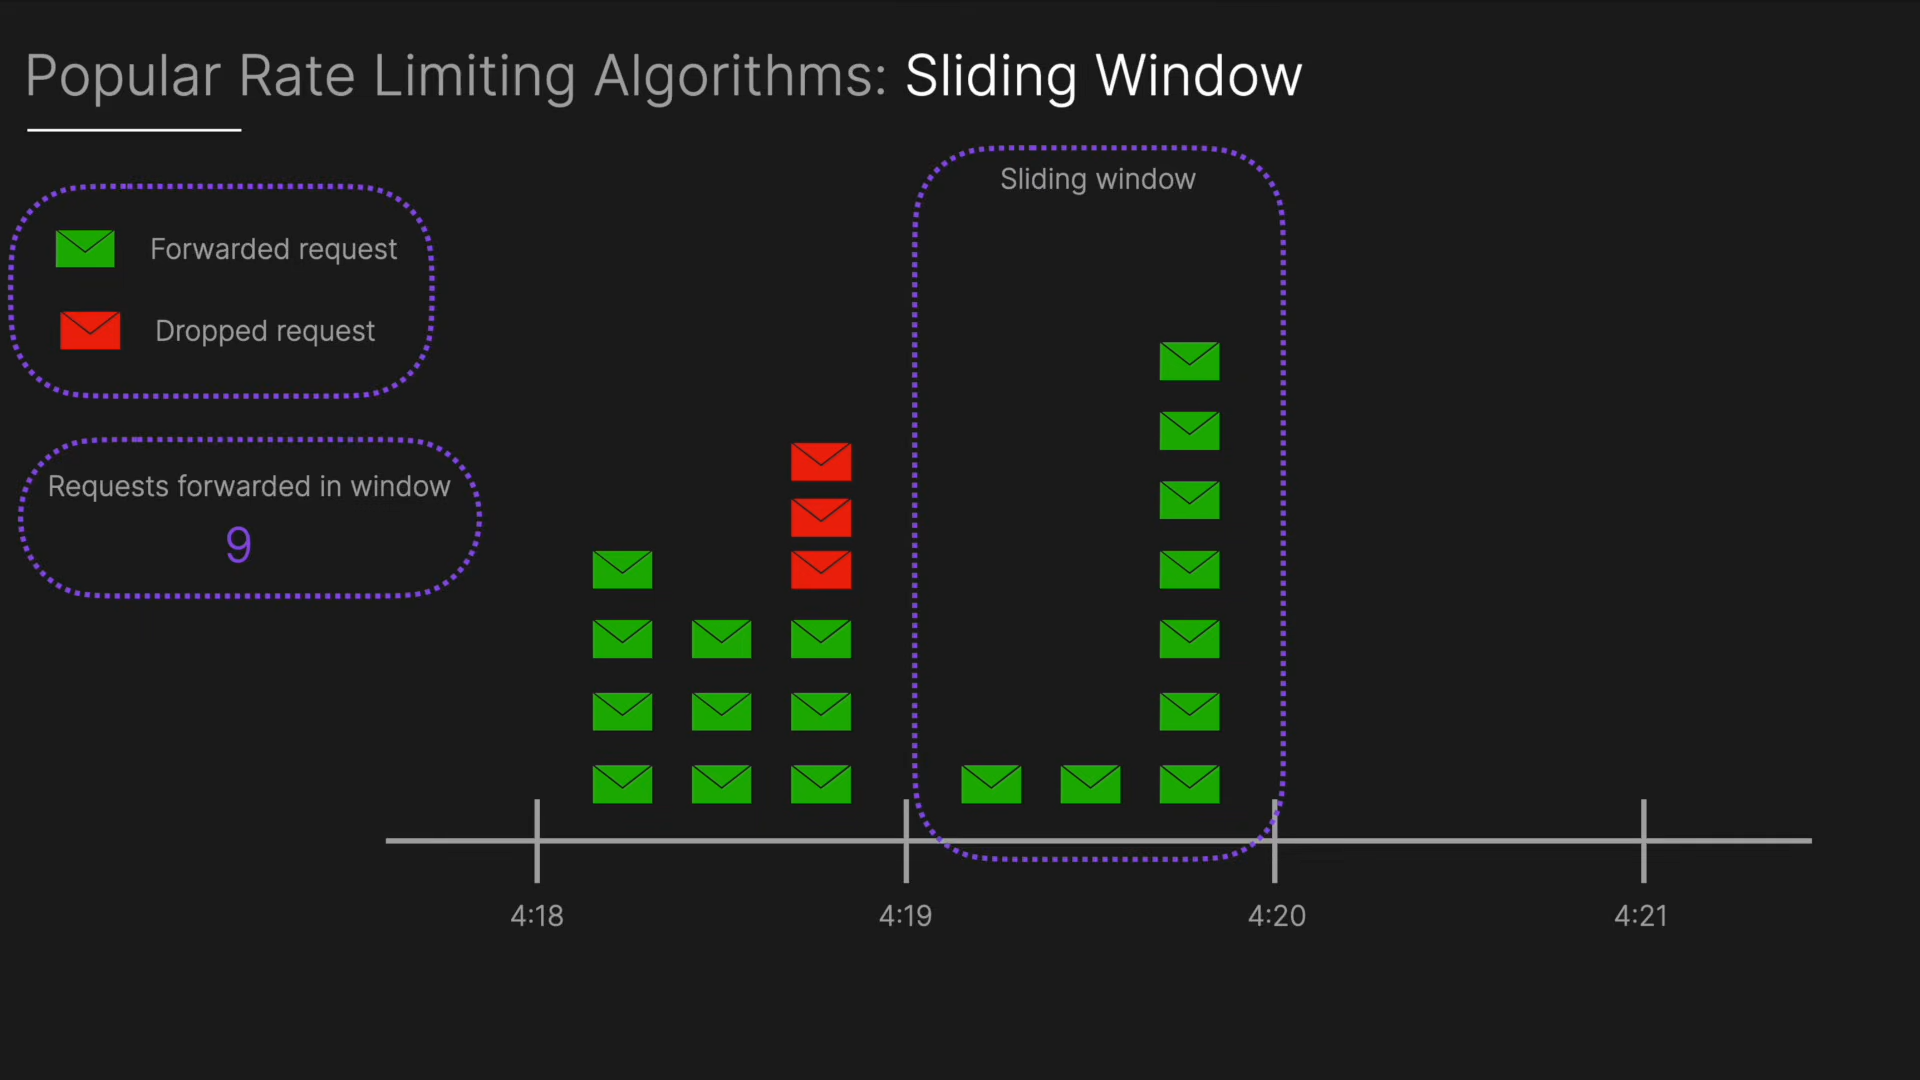 Popular Rate Limiting Algorithms: Sliding Window
Sliding window
Forwarded request
Dropped request
Requests forwarded in window
9
4:18
4:19
4:20
4:21